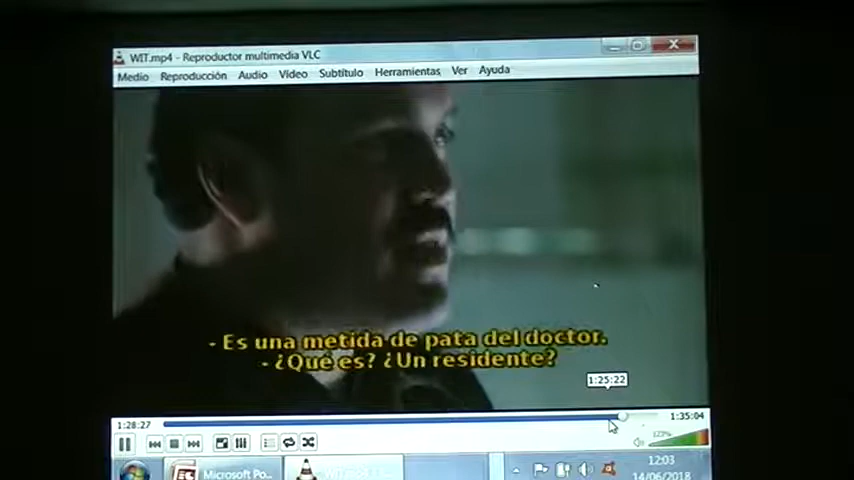 WIT.mp4 - Reproductor multimedia VLC
Medio Reproducción Audio Vídeo Subtítulo Herramientas Ver Ayuda
- Es una metida de pata del doctor.
- ¿Qué es? ¿Un residente?
1:25:22
1:28:27
1:35:04
Microsoft Po...
12:03
14/06/2018